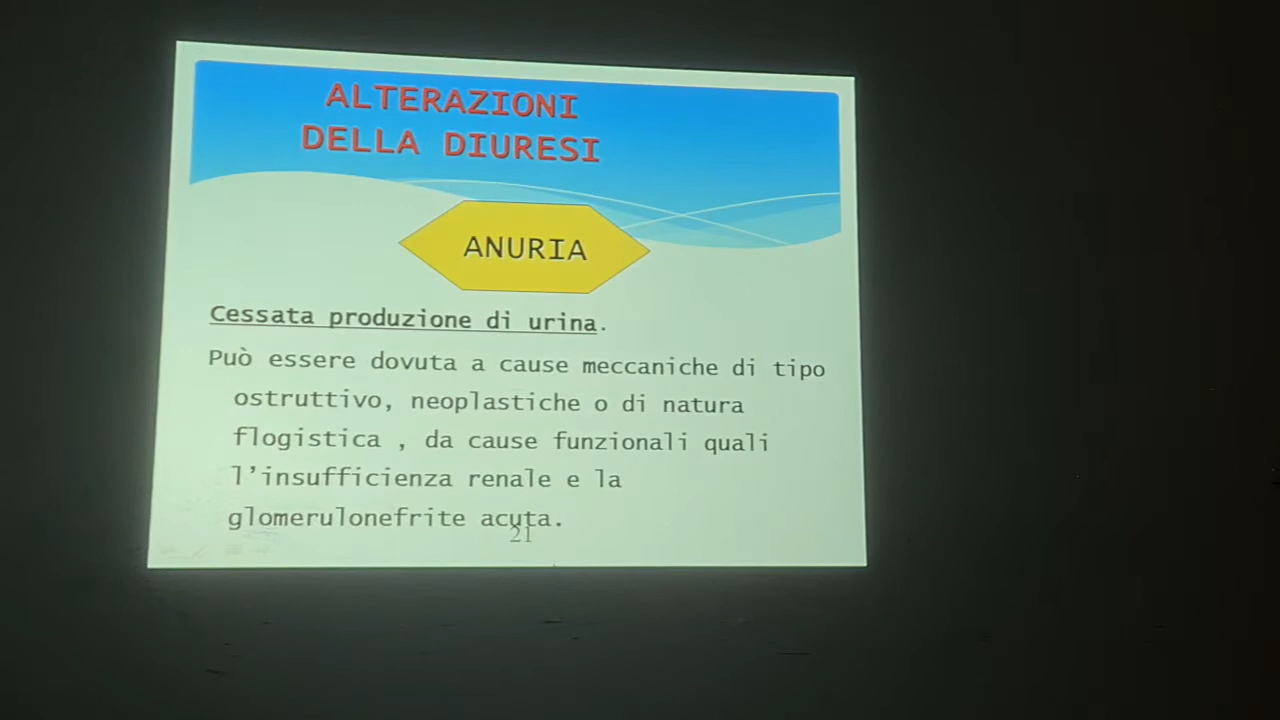 ALTERAZIONI
DELLA DIURESI
ANURIA
Cessata produzione di urina.
Può essere dovuta a cause meccaniche di tipo
ostruttivo, neoplastiche o di natura
flogistica , da cause funzionali quali
l’insufficienza renale e la
glomerulonefrite acuta.
21